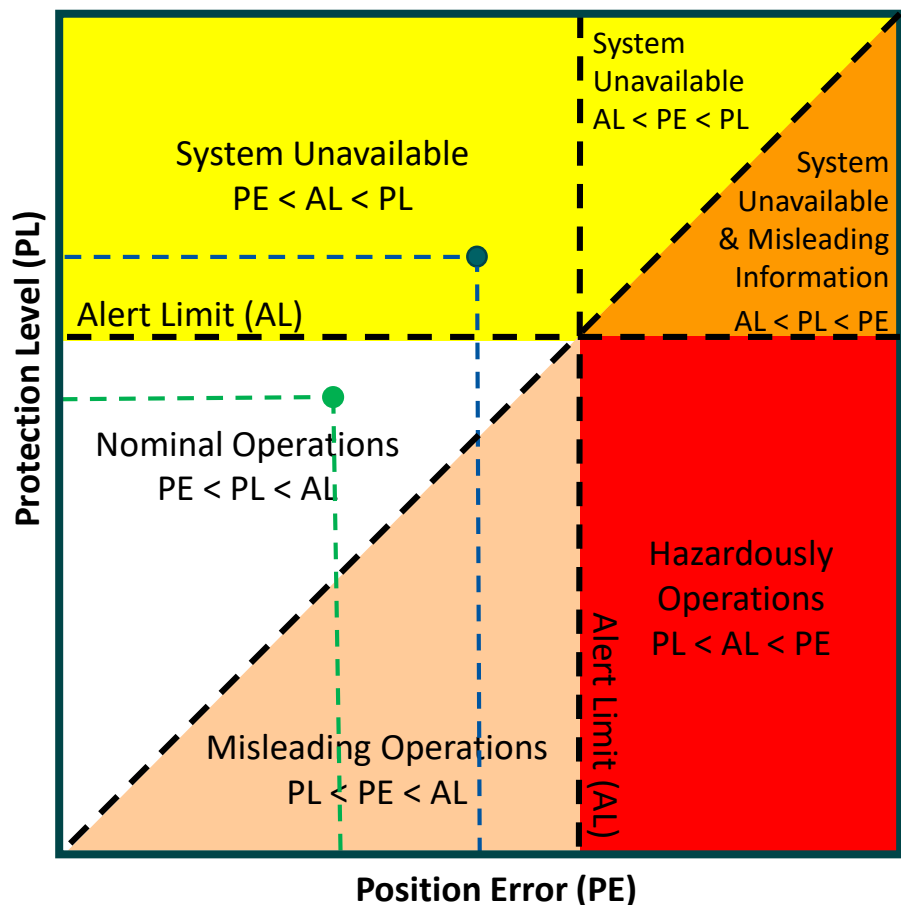 System
Unavailable
AL < PE < PL
System Unavailable
PE < AL < PL
System
Unavailable
& Misleading
Information
AL < PL < PE
Alert Limit (AL)
Protection Level (PL)
Nominal Operations
PE < PL < AL
Hazardously
Operations
PL < AL < PE
Alert Limit (AL)
Misleading Operations
PL < PE < AL
Position Error (PE)